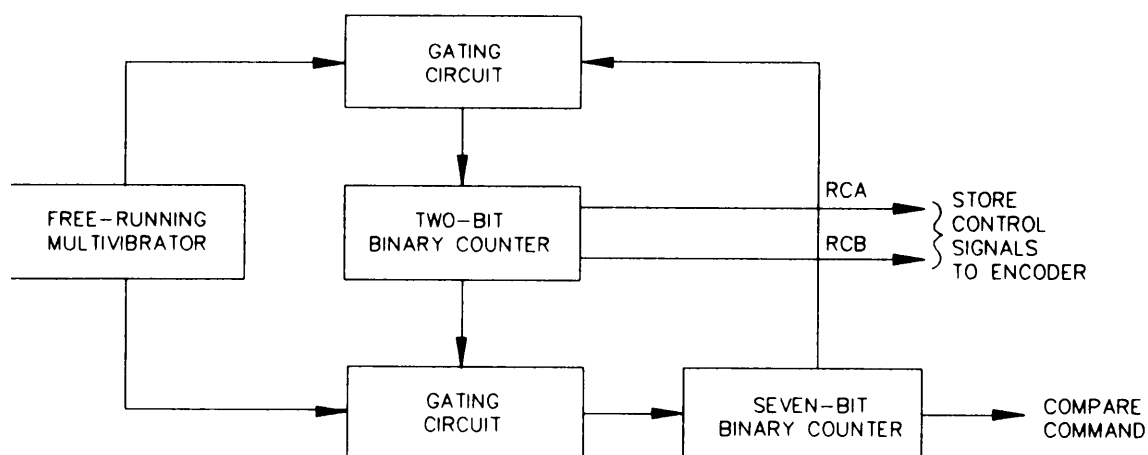 GATING
CIRCUIT
FREE-RUNNING
MULTIVIBRATOR
TWO-BIT
BINARY COUNTER
RCA
RCB
STORE
CONTROL
SIGNALS
TO ENCODER
GATING
CIRCUIT
SEVEN-BIT
BINARY COUNTER
COMPARE
COMMAND